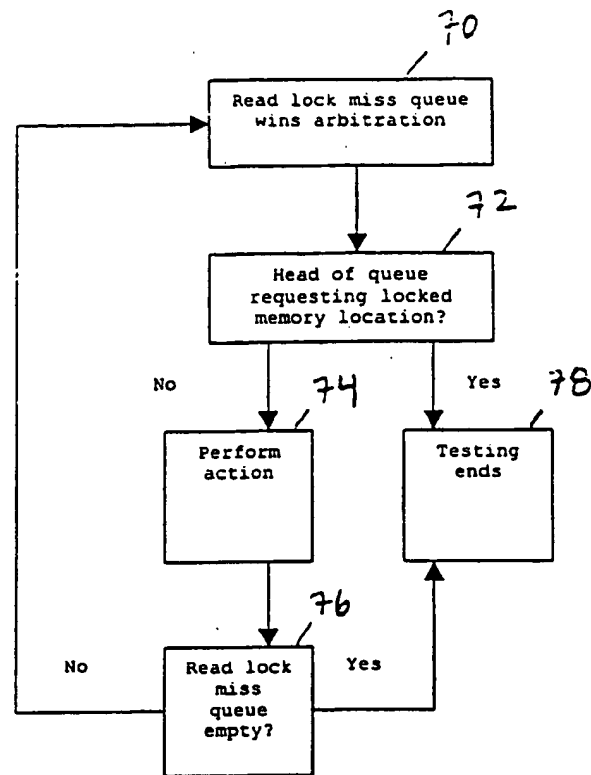 70
Read lock miss queue
wins arbitration
72
Head of queue
requesting locked
memory location?
No
Yes
74
78
Perform
action
Testing
ends
76
No
Read lock
miss
queue
empty?
Yes